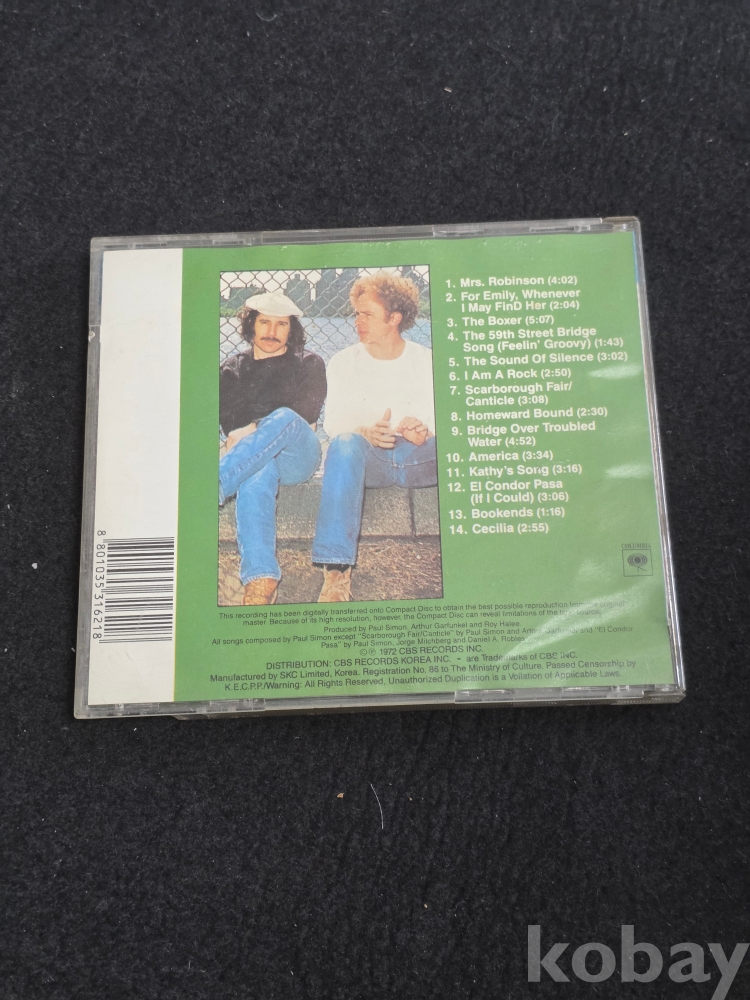 1. Mrs. Robinson (4:02)
2. For Emily, Whenever
I May FinD Her (2:04)
3. The Boxer (5:07)
4. The 59th Street Bridge
Song (Feelin' Groovy) (1:43)
5. The Sound Of Silence (3:02)
6. I Am A Rock (2:50)
7. Scarborough Fair/
Canticle (3:08)
8. Homeward Bound (2:30)
9. Bridge Over Troubled
Water (4:52)
10. America (3:34)
11. Kathy's Song (3:16)
12. El Condor Pasa
(If I Could) (3:06)
13. Bookends (1:16)
14. Cecilia (2:55)
COLUMBIA
8 801035 316218
This recording has been digitally transferred onto Compact Disc to obtain the best possible reproduction from the original
master. Because of its high resolution, however, the Compact Disc can reveal limitations of the source.
Produced by Paul Simon, Arthur Garfunkel and Roy Halee.
All songs composed by Paul Simon except "Scarborough Fair/Canticle" by Paul Simon and Arthur Garfunkel and "El Condor
Pasa" by Paul Simon, Jorge Milchberg and Daniel A. Robles
©℗ 1972 CBS RECORDS INC.
DISTRIBUTION: CBS RECORDS KOREA INC. - are Trademarks of CBS INC.
Manufactured by SKC Limited, Korea. Registration No. 86 to The Ministry of Culture. Passed Censorship by
K.E.C.P.P./Warning: All Rights Reserved, Unauthorized Duplication is a Voilation of Applicable Laws.
kobay